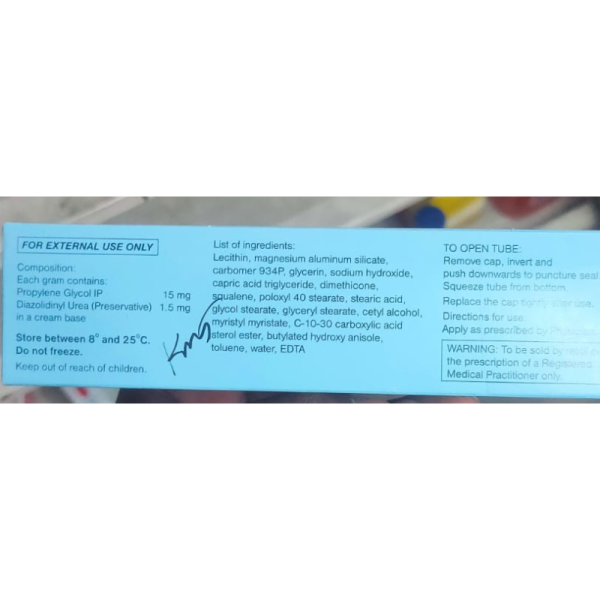 FOR EXTERNAL USE ONLY
Composition:
Each gram contains:
Propylene Glycol IP 15 mg
Diazolidinyl Urea (Preservative) 1.5 mg
in a cream base
Store between 8° and 25°C.
Do not freeze.
Keep out of reach of children.
List of ingredients:
Lecithin, magnesium aluminum silicate,
carbomer 934P, glycerin, sodium hydroxide,
capric acid triglyceride, dimethicone,
squalene, poloxyl 40 stearate, stearic acid,
glycol stearate, glyceryl stearate, cetyl alcohol,
myristyl myristate, C-10-30 carboxylic acid
sterol ester, butylated hydroxy anisole,
toluene, water, EDTA
TO OPEN TUBE:
Remove cap, invert and
push downwards to puncture seal
Squeeze tube from bottom.
Replace the cap tightly after use.
Directions for use.
Apply as prescribed by
WARNING: To be sold by
the prescription of a Registered
Medical Practitioner only.